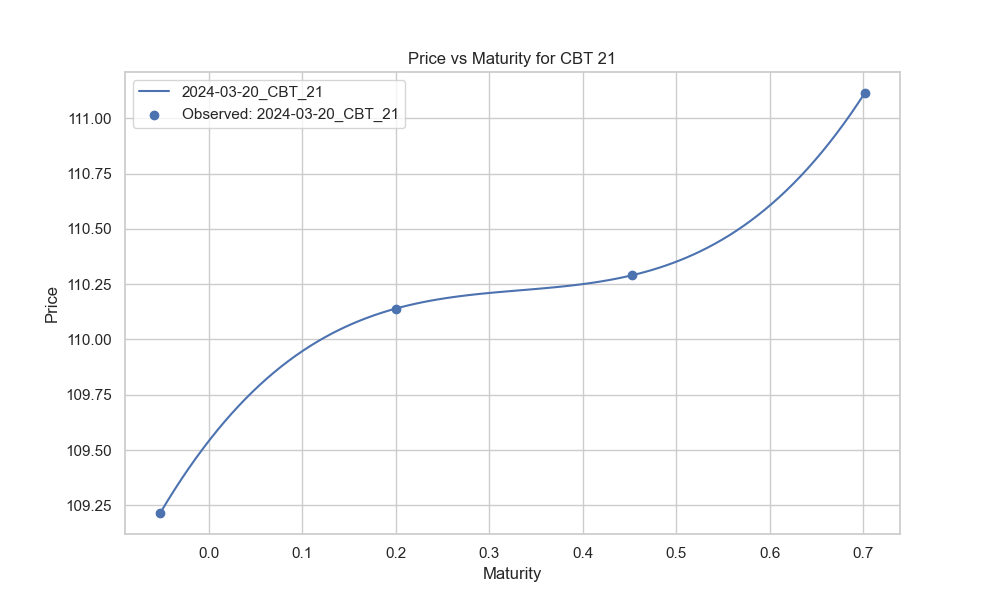 Price vs Maturity for CBT 21
2024-03-20_CBT_21
Observed: 2024-03-20_CBT_21
111.00
110.75
110.50
110.25
110.00
109.75
109.50
109.25
Price
0.0 0.1 0.2 0.3 0.4 0.5 0.6 0.7
Maturity